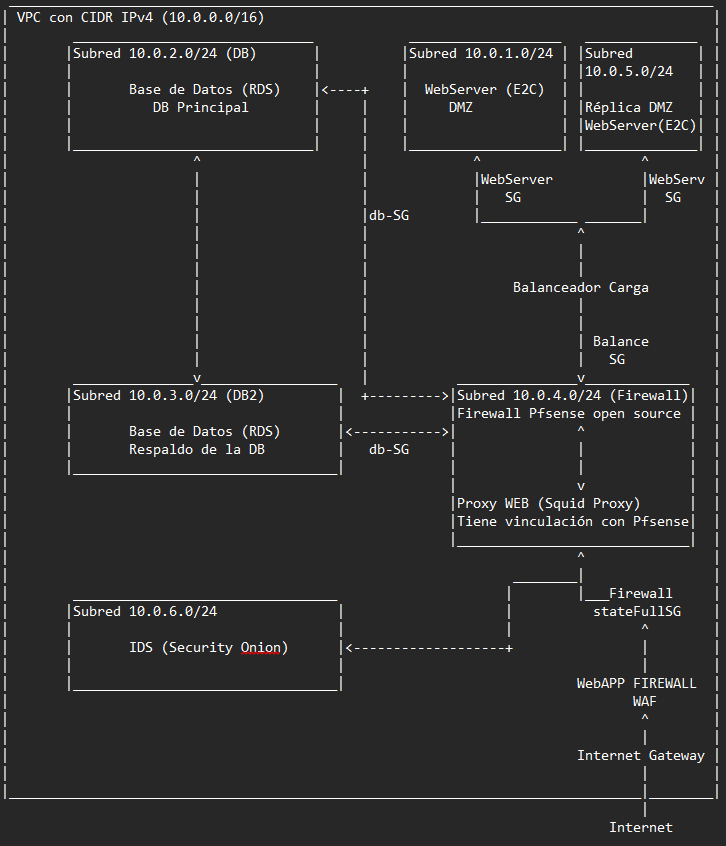 VPC con CIDR IPv4 (10.0.0.0/16)
Subred 10.0.2.0/24 (DB)
Base de Datos (RDS)
DB Principal
Subred 10.0.1.0/24
WebServer (E2C)
DMZ
Subred
10.0.5.0/24
Réplica DMZ
WebServer(E2C)
WebServer
SG
WebServ
SG
db-SG
Balanceador Carga
Balance
SG
Subred 10.0.3.0/24 (DB2)
Base de Datos (RDS)
Respaldo de la DB
db-SG
Subred 10.0.4.0/24 (Firewall)
Firewall Pfsense open source
Proxy WEB (Squid Proxy)
Tiene vinculación con Pfsense
Firewall
stateFullSG
Subred 10.0.6.0/24
IDS (Security Onion)
WebAPP FIREWALL
WAF
Internet Gateway
Internet